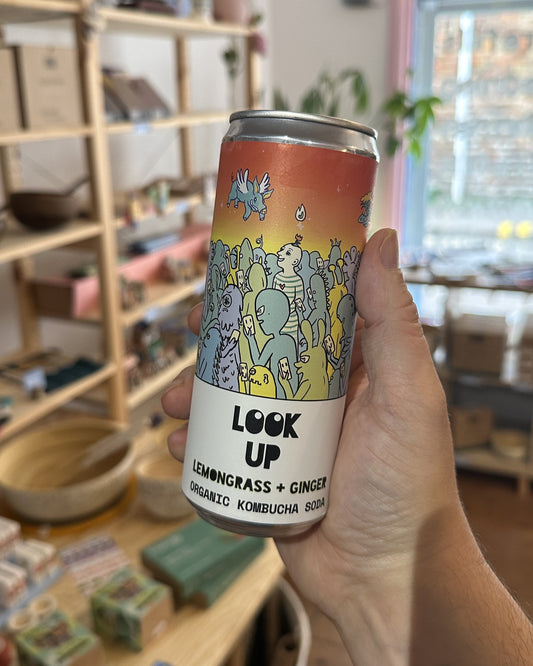 LOOK
UP
LEMONGRASS + GINGER
ORGANIC KOMBUCHA SODA